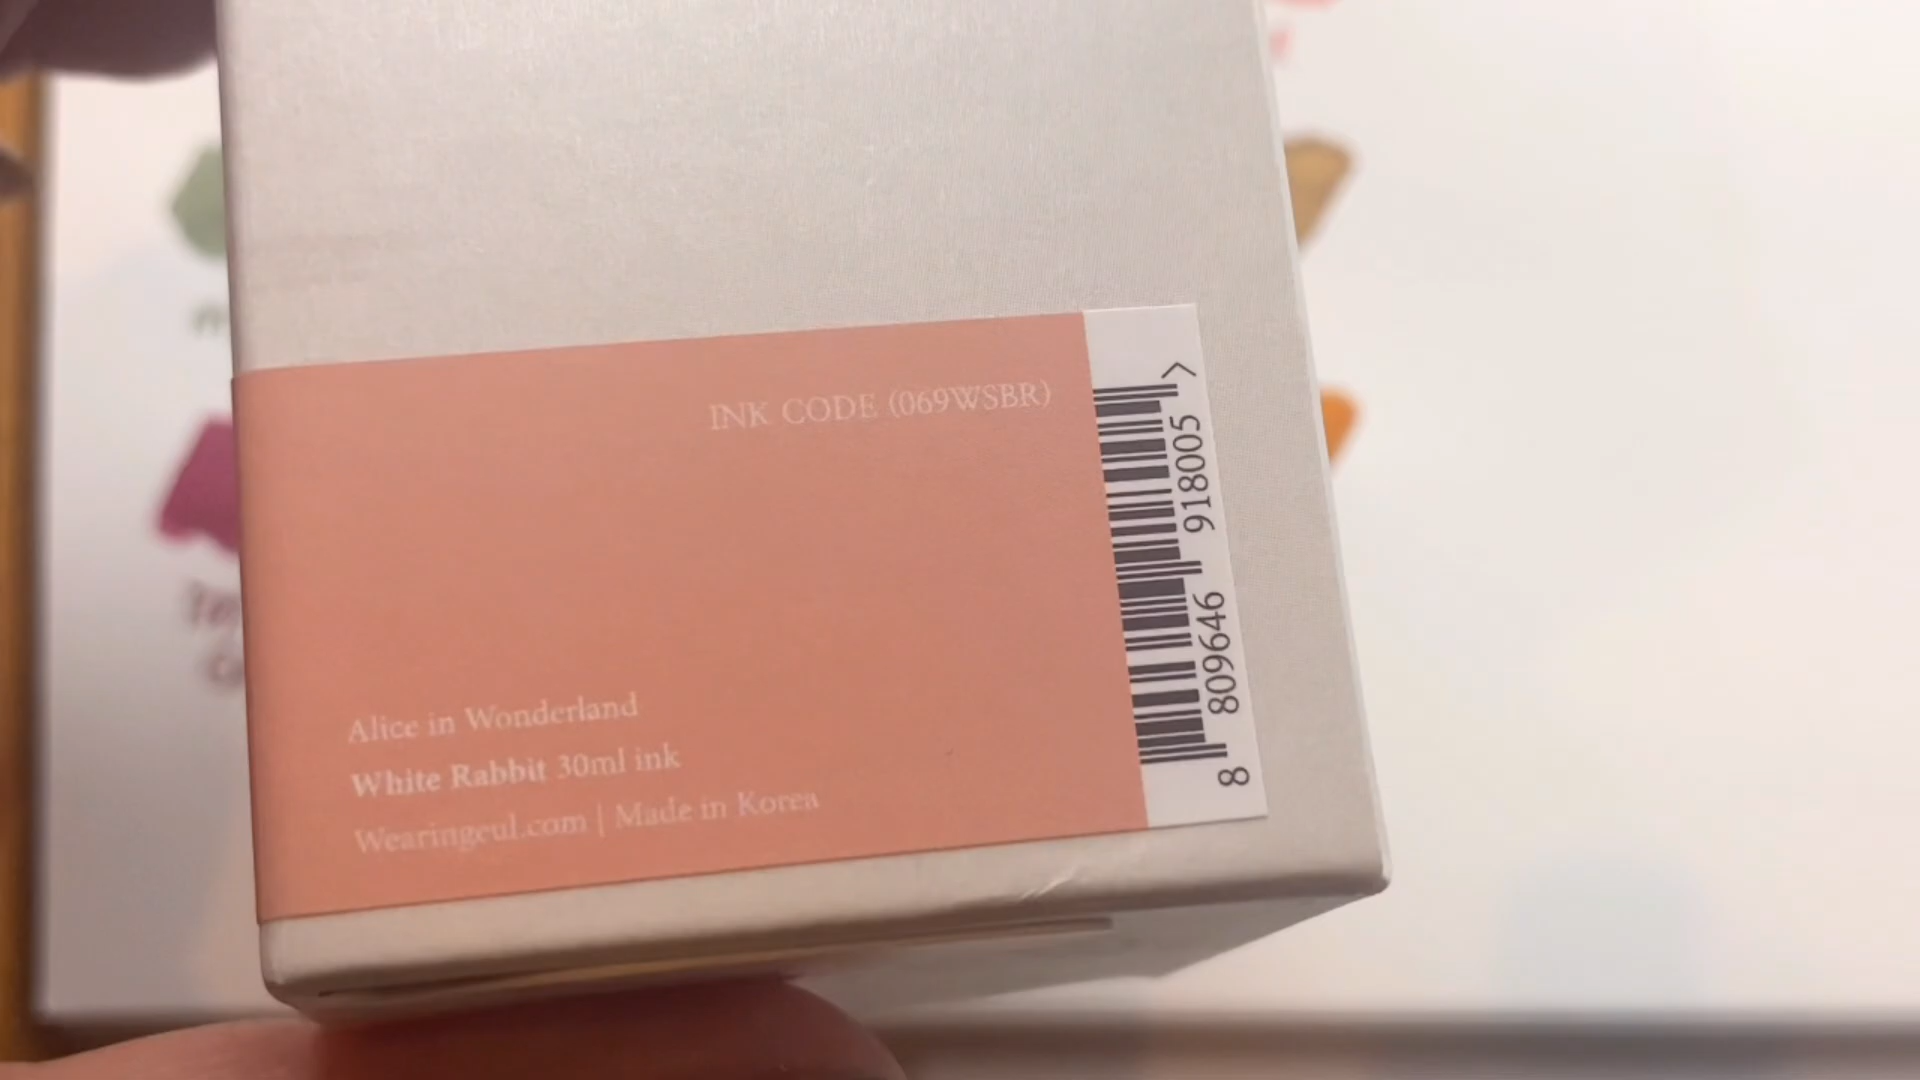 INK CODE (069WSBR)
8 809646 918005 >
Alice in Wonderland
White Rabbit 30ml ink
Wearingeul.com | Made in Korea